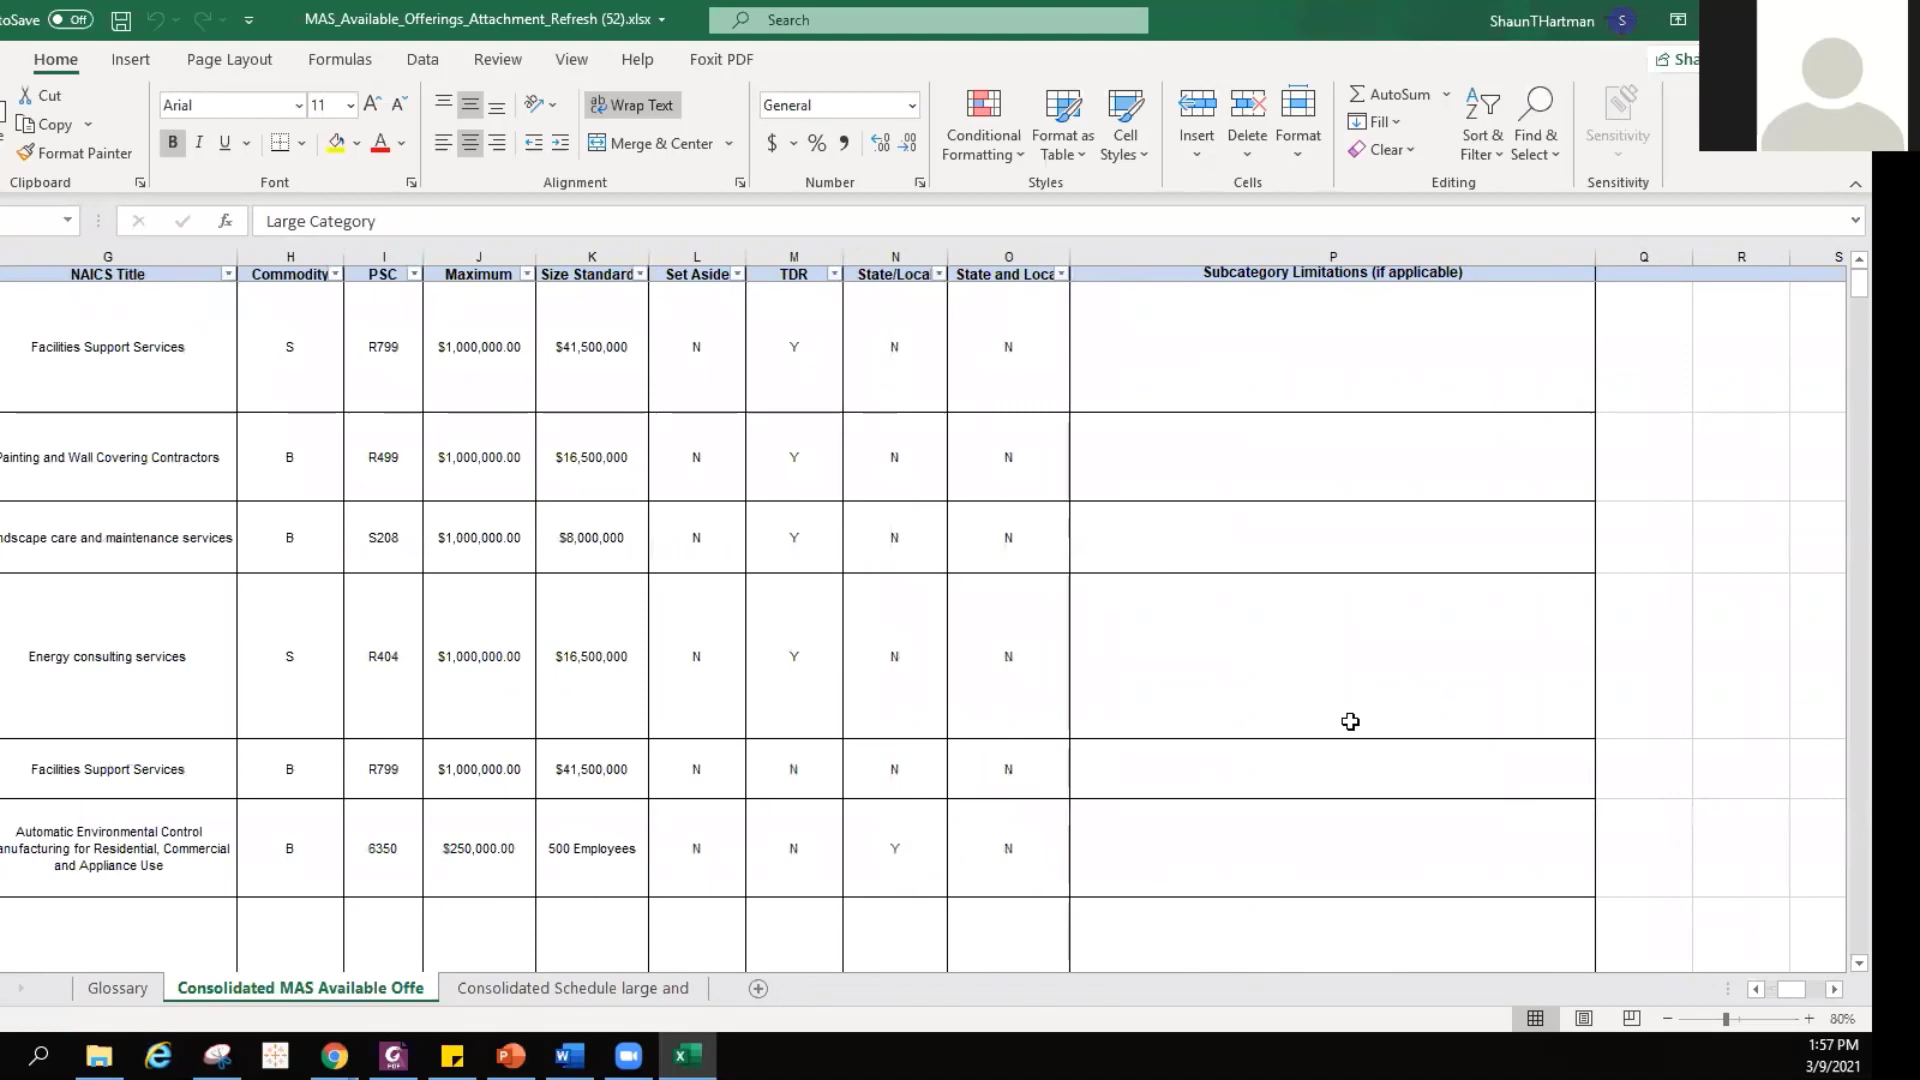 toSave Off MAS_Available_Offerings_Attachment_Refresh (52).xlsx Search ShaunTHartman S
Home Insert Page Layout Formulas Data Review View Help Foxit PDF Sha
Cut Arial 11 Wrap Text General AutoSum
Copy Fill
Format Painter B I U A $ % Merge & Center Clear
Conditional Formatting Format as Table Cell Styles Insert Delete Format Sort & Filter Find & Select Sensitivity
Clipboard Font Alignment Number Styles Cells Editing Sensitivity
fx Large Category
G H I J K L M N O P Q R S
NAICS Title Commodity PSC Maximum Size Standard Set Aside TDR State/Loca State and Loca Subcategory Limitations (if applicable)
Facilities Support Services S R799 $1,000,000.00 $41,500,000 N Y N N
Painting and Wall Covering Contractors B R499 $1,000,000.00 $16,500,000 N Y N N
ndscape care and maintenance services B S208 $1,000,000.00 $8,000,000 N Y N N
Energy consulting services S R404 $1,000,000.00 $16,500,000 N Y N N
Facilities Support Services B R799 $1,000,000.00 $41,500,000 N N N N
Automatic Environmental Control
anufacturing for Residential, Commercial B 6350 $250,000.00 500 Employees N N Y N
and Appliance Use
Glossary Consolidated MAS Available Offe Consolidated Schedule large and
80%
1:57 PM
3/9/2021